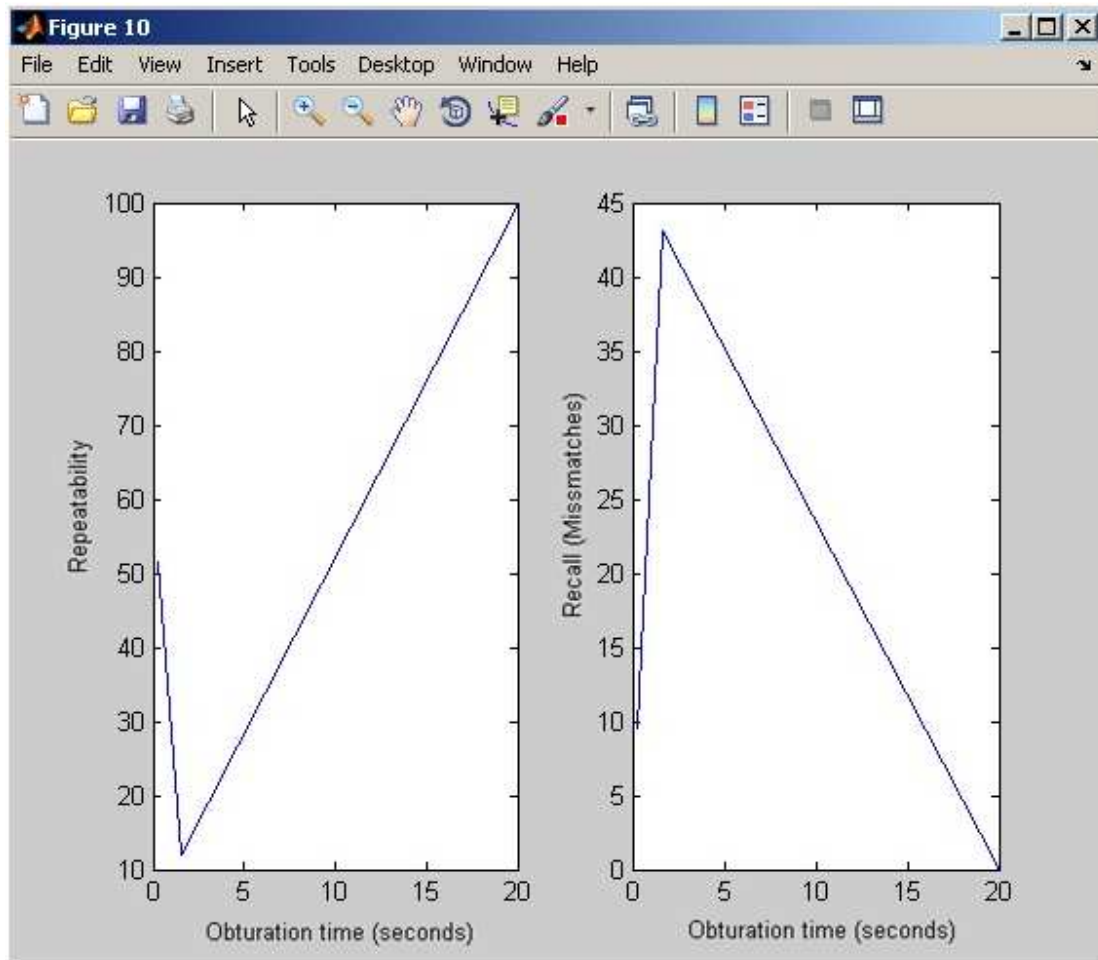 Figure 10
File Edit View Insert Tools Desktop Window Help
100
90
80
70
60
50
40
30
20
10
0 5 10 15 20
Repeatability
Obturation time (seconds)
45
40
35
30
25
20
15
10
5
0
0 5 10 15 20
Recall (Missmatches)
Obturation time (seconds)